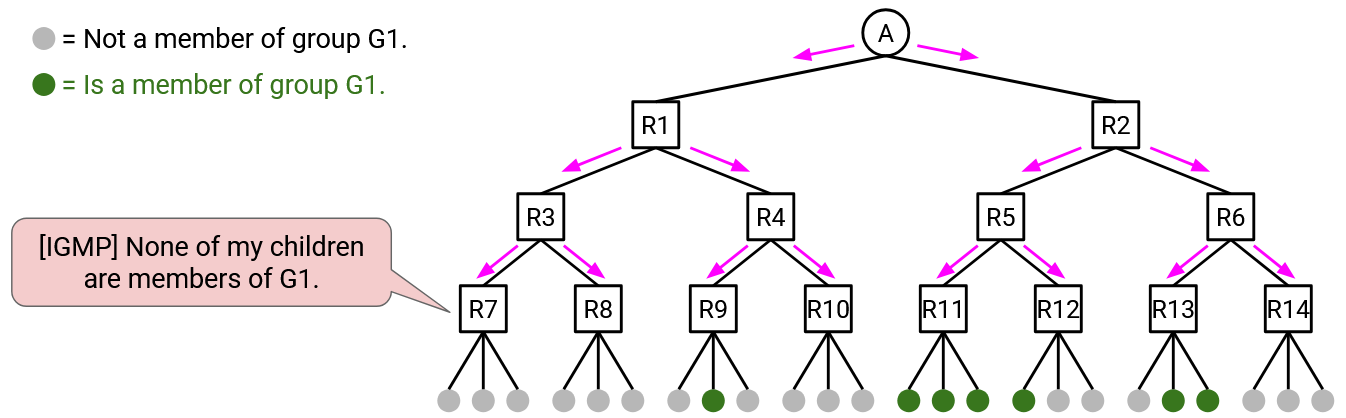 = Not a member of group G1.
= Is a member of group G1.
A
R1
R2
R3
R4
R5
R6
[IGMP] None of my children
are members of G1.
R7
R8
R9
R10
R11
R12
R13
R14